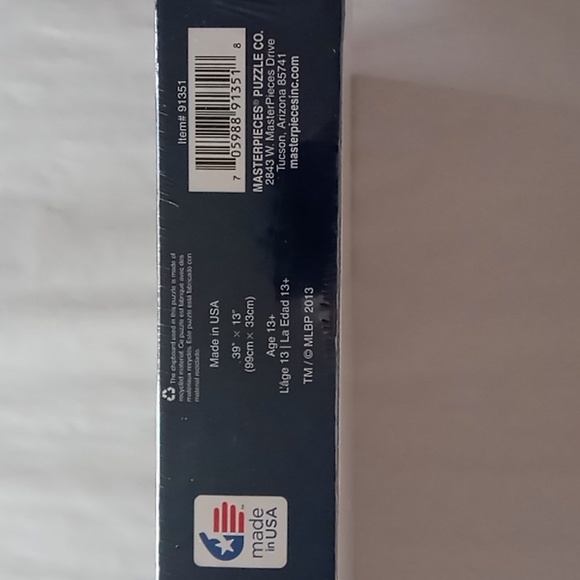 Item# 91351
7 05988 91351 8
MASTERPIECES® PUZZLE CO.
2843 W. MasterPieces Drive
Tucson, Arizona 85741
masterpiecesinc.com
The chipboard used in this puzzle is made of
recycled material. Ce puzzle est fabriqué avec des
matériaux recyclés. Este puzzle está fabricado con
material reciclado.
Made in USA
39" × 13"
(99cm × 33cm)
Age 13+
L'âge 13 | La Edad 13+
TM / © MLBP 2013
made
in USA